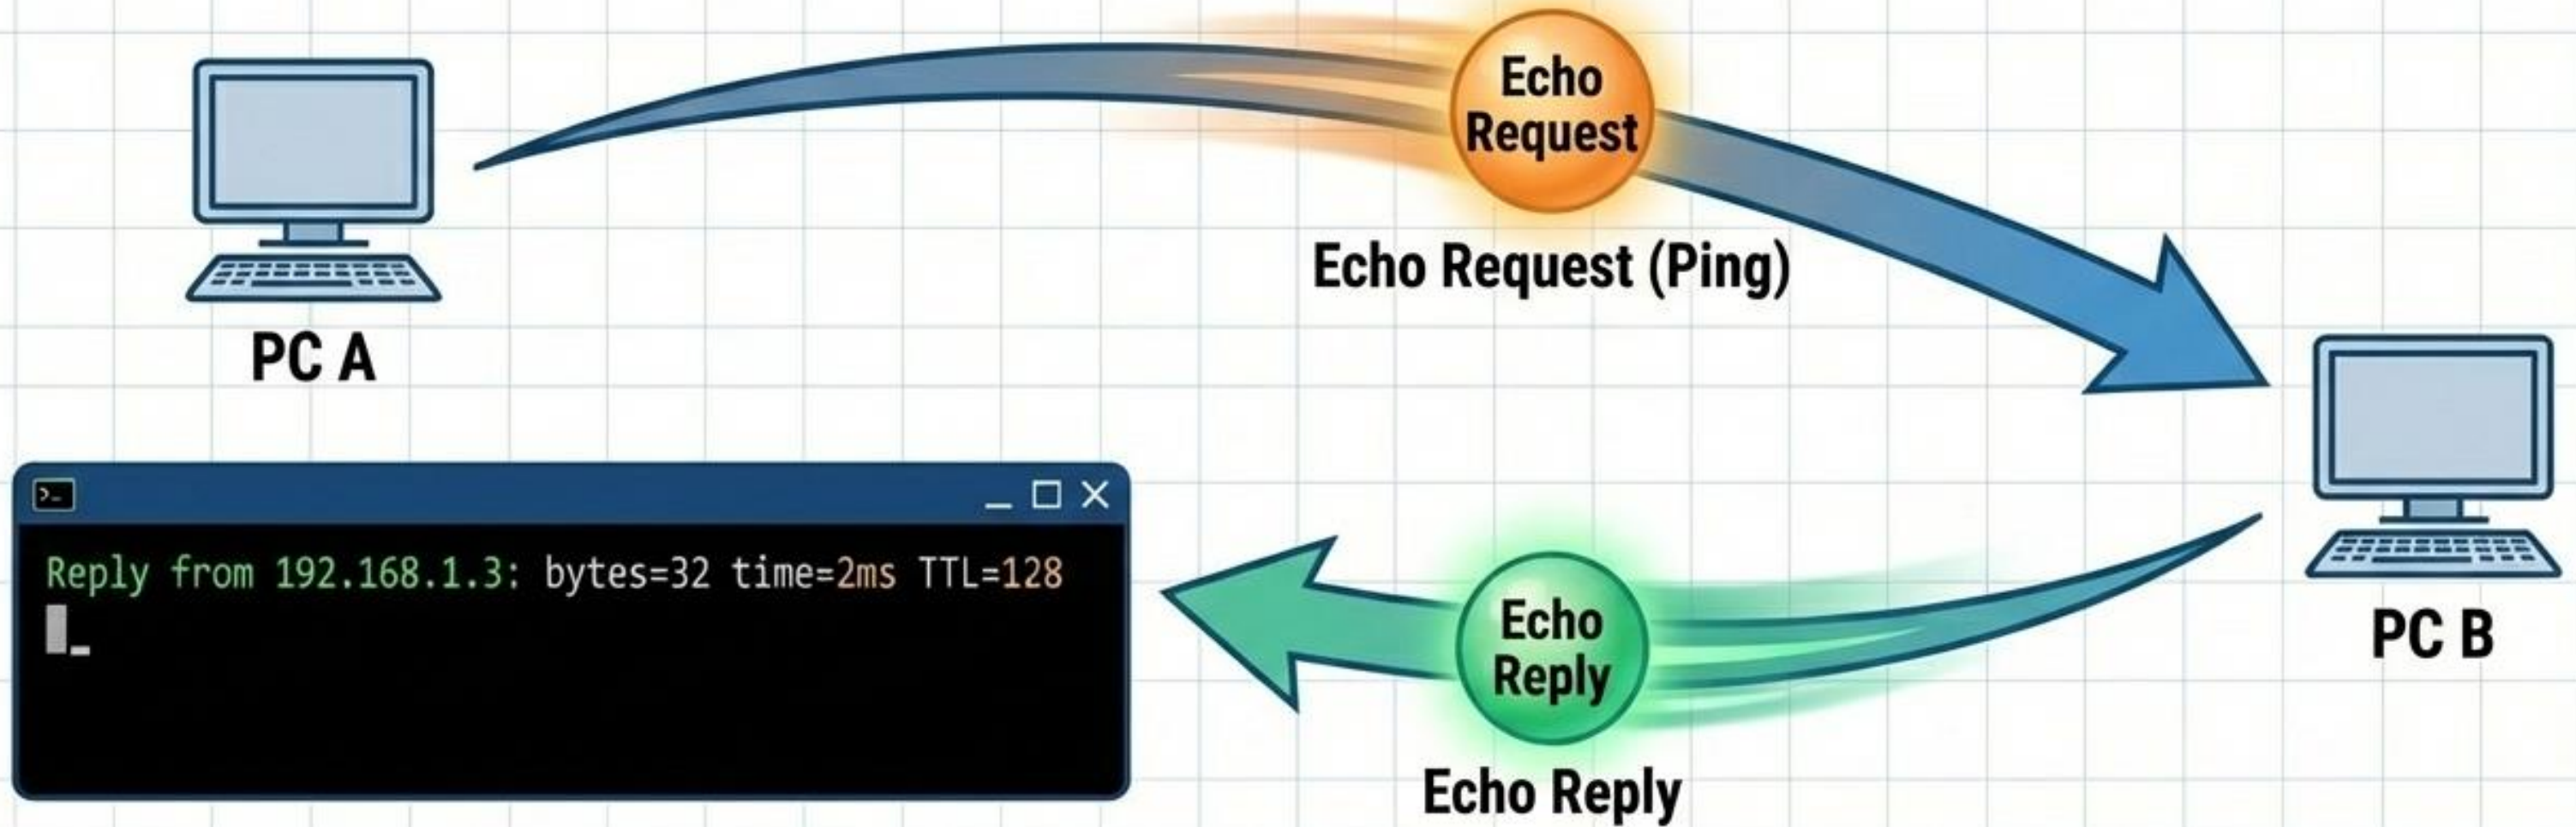 Echo
Request
Echo Request (Ping)
PC A
Reply from 192.168.1.3: bytes=32 time=2ms TTL=128
Echo
Reply
PC B
Echo Reply